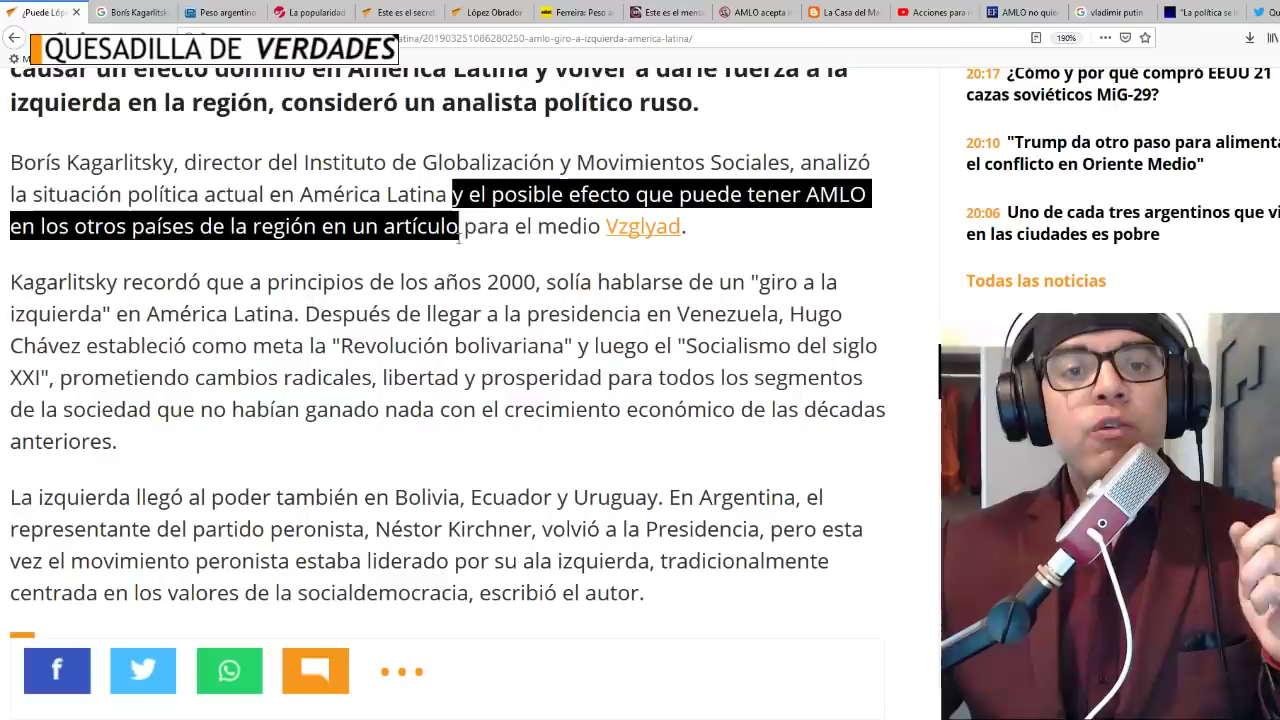 ¿Puede Lópe
Borís Kagarlitsk
Peso argentino
La popularidad
Este es el secre
López Obrador
Ferreira: Peso a
Este es el mens
AMLO acepta i
La Casa del Ma
Acciones para
AMLO no quie
vladimir putin
"La política se l
Twitter
QUESADILLA DE VERDADES
atina/201903251086280250-amlo-giro-a-izquierda-america-latina/
190%
causar un efecto dominó en América Latina y volver a darle fuerza a la
izquierda en la región, consideró un analista político ruso.
Borís Kagarlitsky, director del Instituto de Globalización y Movimientos Sociales, analizó
la situación política actual en América Latina y el posible efecto que puede tener AMLO
en los otros países de la región en un artículo para el medio Vzglyad.
Kagarlitsky recordó que a principios de los años 2000, solía hablarse de un "giro a la
izquierda" en América Latina. Después de llegar a la presidencia en Venezuela, Hugo
Chávez estableció como meta la "Revolución bolivariana" y luego el "Socialismo del siglo
XXI", prometiendo cambios radicales, libertad y prosperidad para todos los segmentos
de la sociedad que no habían ganado nada con el crecimiento económico de las décadas
anteriores.
La izquierda llegó al poder también en Bolivia, Ecuador y Uruguay. En Argentina, el
representante del partido peronista, Néstor Kirchner, volvió a la Presidencia, pero esta
vez el movimiento peronista estaba liderado por su ala izquierda, tradicionalmente
centrada en los valores de la socialdemocracia, escribió el autor.
20:17 ¿Cómo y por qué compró EEUU 21
cazas soviéticos MiG-29?
20:10 "Trump da otro paso para alimenta
el conflicto en Oriente Medio"
20:06 Uno de cada tres argentinos que vi
en las ciudades es pobre
Todas las noticias